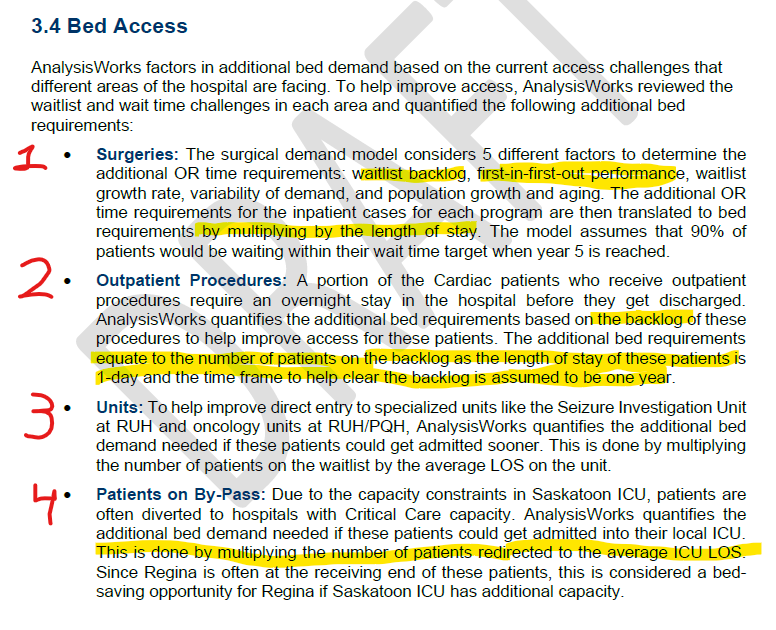 3.4 Bed Access
AnalysisWorks factors in additional bed demand based on the current access challenges that
different areas of the hospital are facing. To help improve access, AnalysisWorks reviewed the
waitlist and wait time challenges in each area and quantified the following additional bed
requirements:
1 • Surgeries: The surgical demand model considers 5 different factors to determine the
additional OR time requirements: waitlist backlog, first-in-first-out performance, waitlist
growth rate, variability of demand, and population growth and aging. The additional OR
time requirements for the inpatient cases for each program are then translated to bed
requirements by multiplying by the length of stay. The model assumes that 90% of
patients would be waiting within their wait time target when year 5 is reached.
2 • Outpatient Procedures: A portion of the Cardiac patients who receive outpatient
procedures require an overnight stay in the hospital before they get discharged.
AnalysisWorks quantifies the additional bed requirements based on the backlog of these
procedures to help improve access for these patients. The additional bed requirements
equate to the number of patients on the backlog as the length of stay of these patients is
1-day and the time frame to help clear the backlog is assumed to be one year.
3 • Units: To help improve direct entry to specialized units like the Seizure Investigation Unit
at RUH and oncology units at RUH/PQH, AnalysisWorks quantifies the additional bed
demand needed if these patients could get admitted sooner. This is done by multiplying
the number of patients on the waitlist by the average LOS on the unit.
4 • Patients on By-Pass: Due to the capacity constraints in Saskatoon ICU, patients are
often diverted to hospitals with Critical Care capacity. AnalysisWorks quantifies the
additional bed demand needed if these patients could get admitted into their local ICU.
This is done by multiplying the number of patients redirected to the average ICU LOS.
Since Regina is often at the receiving end of these patients, this is considered a bed-
saving opportunity for Regina if Saskatoon ICU has additional capacity.
DRAFT